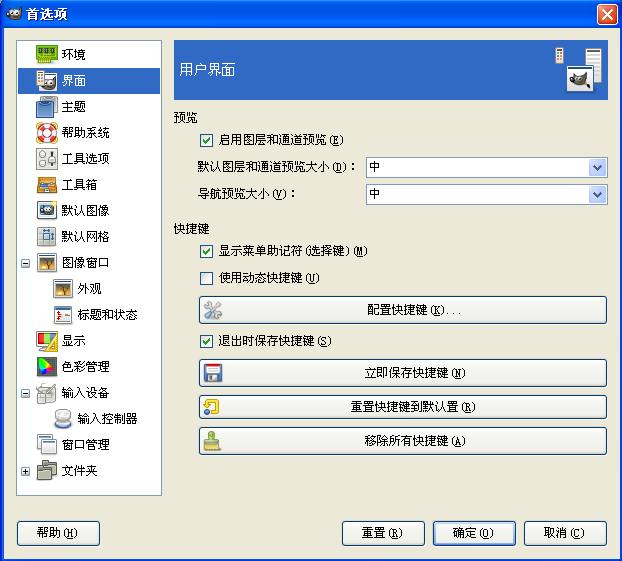 首选项
环境
界面
主题
帮助系统
工具选项
工具箱
默认图像
默认网格
图像窗口
外观
标题和状态
显示
色彩管理
输入设备
输入控制器
窗口管理
文件夹
用户界面
预览
启用图层和通道预览(E)
默认图层和通道预览大小(D)： 中
导航预览大小(V)： 中
快捷键
显示菜单助记符(选择键)(M)
使用动态快捷键(U)
配置快捷键(K)...
退出时保存快捷键(S)
立即保存快捷键(N)
重置快捷键到默认置(R)
移除所有快捷键(A)
帮助(H) 重置(R) 确定(O) 取消(C)